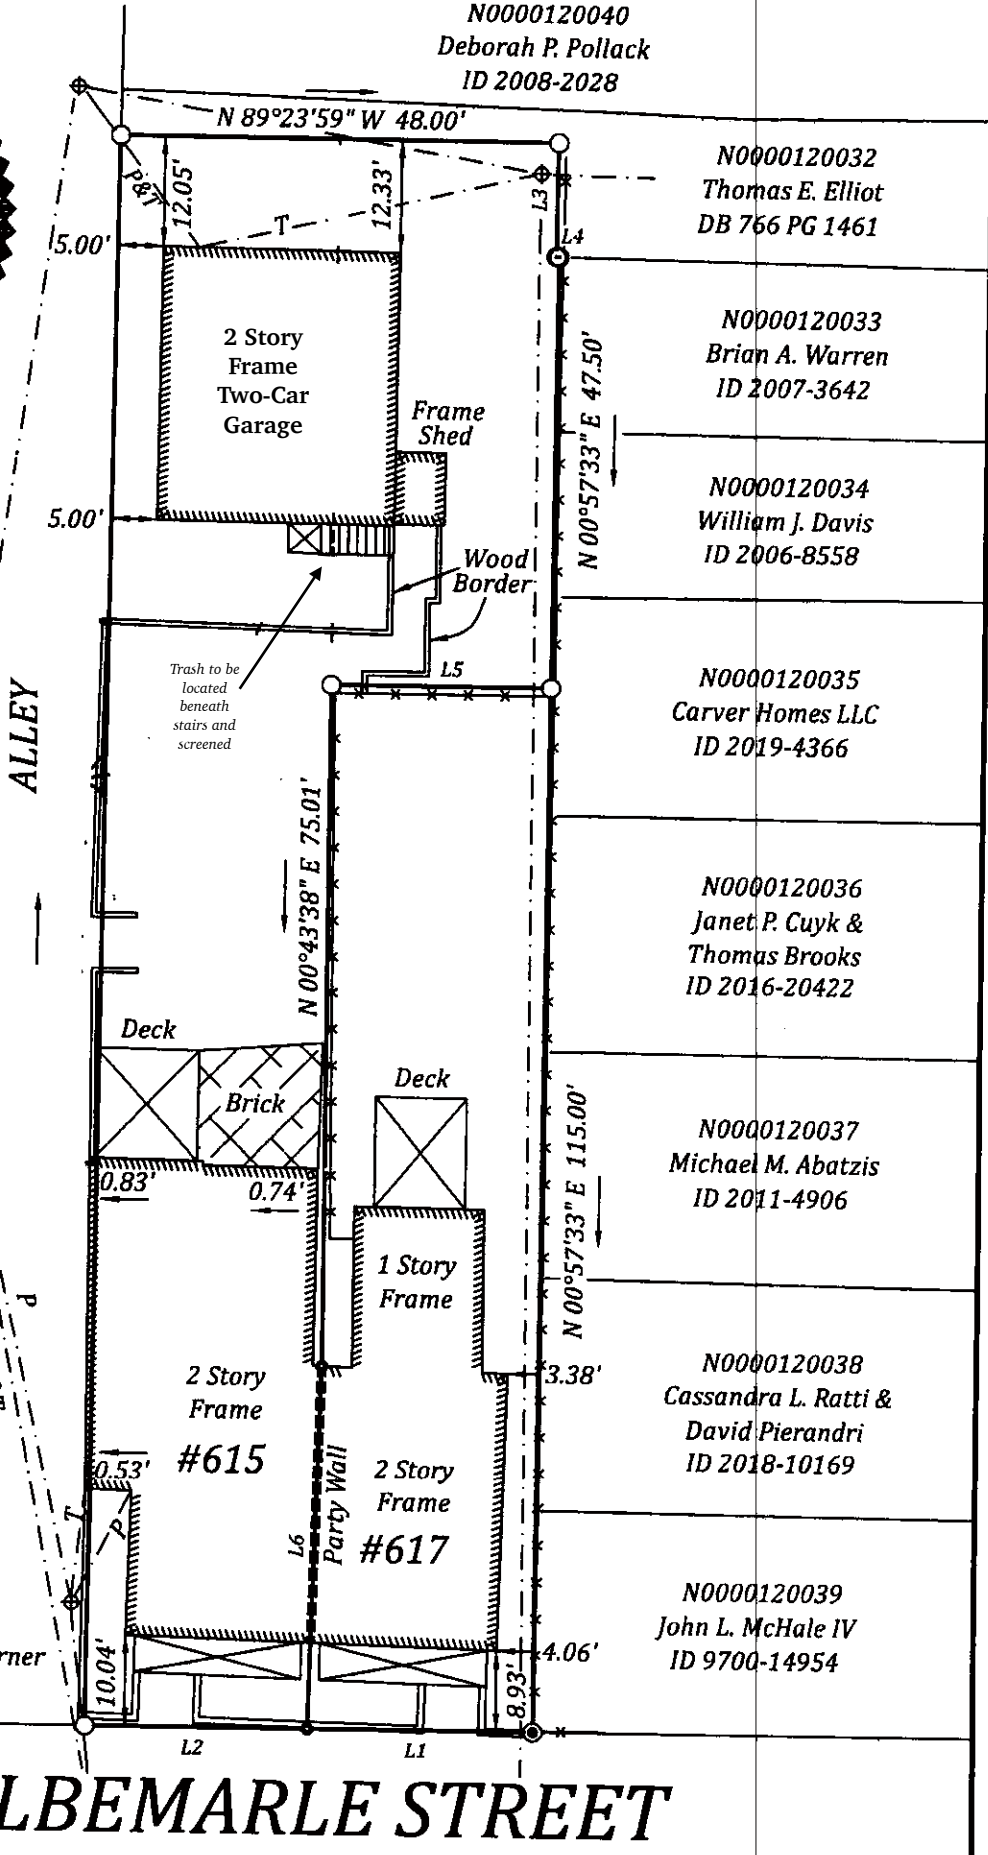 N0000120040
Deborah P. Pollack
ID 2008-2028
N 89°23'59" W 48.00'
N0000120032
Thomas E. Elliot
DB 766 PG 1461
P&T
12.05'
12.33'
T
L3
L4
5.00'
2 Story
Frame
Two-Car
Garage
Frame
Shed
N 00°57'33" E 47.50'
N0000120033
Brian A. Warren
ID 2007-3642
N0000120034
William J. Davis
ID 2006-8558
5.00'
Wood
Border
Trash to be
located
beneath
stairs and
screened
L5
ALLEY
N0000120035
Carver Homes LLC
ID 2019-4366
N 00°43'38" E 75.01'
N0000120036
Janet P. Cuyk &
Thomas Brooks
ID 2016-20422
Deck
Brick
Deck
N 00°57'33" E 115.00'
N0000120037
Michael M. Abatzis
ID 2011-4906
0.83'
0.74'
1 Story
Frame
d
3.38'
N0000120038
Cassandra L. Ratti &
David Pierandri
ID 2018-10169
2 Story
Frame
#615
0.53'
T
P
L6
Party Wall
2 Story
Frame
#617
N0000120039
John L. McHale IV
ID 9700-14954
rner
10.04'
4.06'
8.93'
L2
L1
LBEMARLE STREET